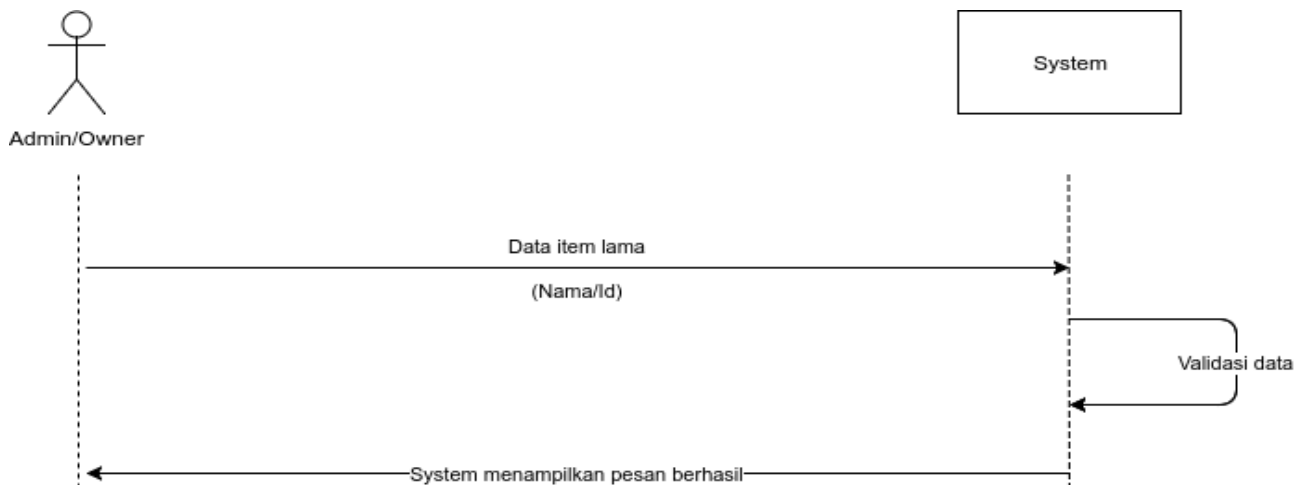 System
Admin/Owner
Data item lama
(Nama/Id)
Validasi data
System menampilkan pesan berhasil